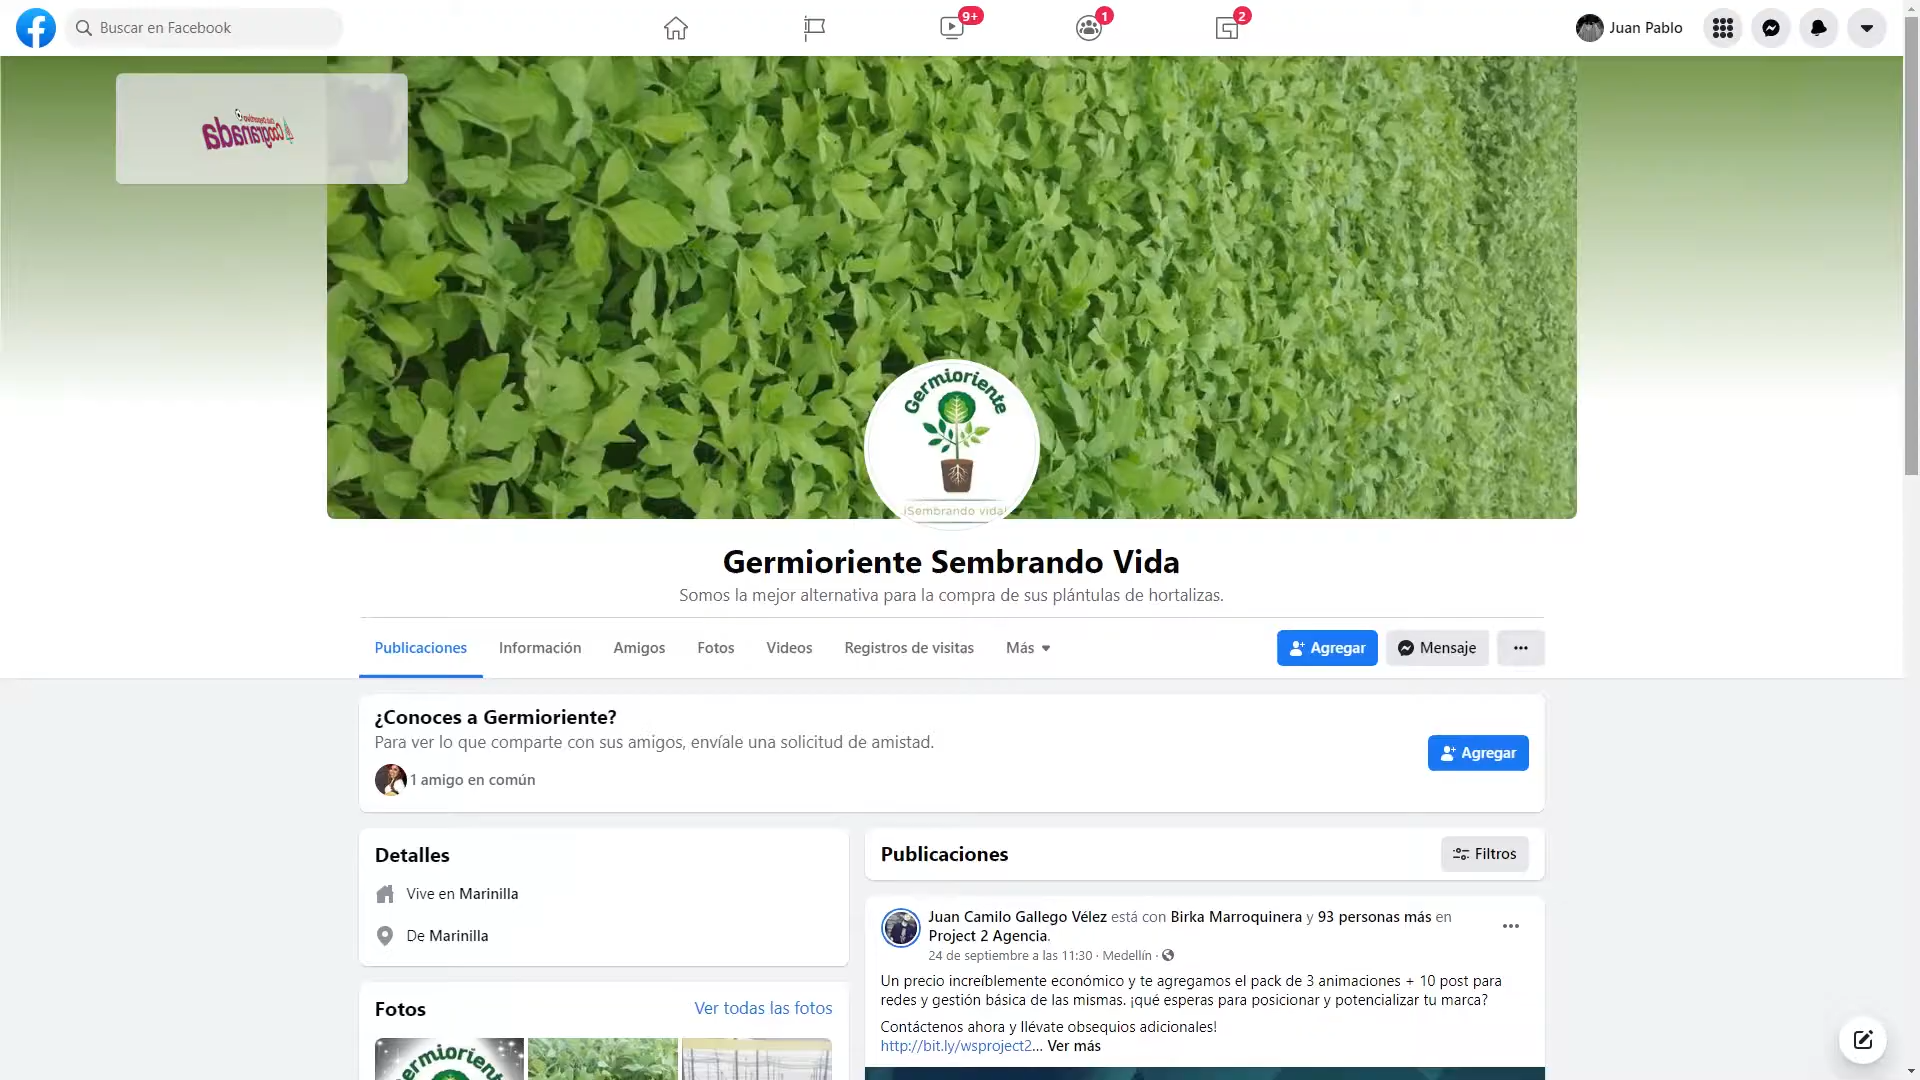 Buscar en Facebook
9+
1
2
Juan Pablo
Coogranada
Germioriente
¡Sembrando vida!
Germioriente Sembrando Vida
Somos la mejor alternativa para la compra de sus plántulas de hortalizas.
Publicaciones
Información
Amigos
Fotos
Videos
Registros de visitas
Más
Agregar
Mensaje
¿Conoces a Germioriente?
Para ver lo que comparte con sus amigos, envíale una solicitud de amistad.
1 amigo en común
Agregar
Detalles
Vive en Marinilla
De Marinilla
Fotos
Ver todas las fotos
Germioriente
Publicaciones
Filtros
Juan Camilo Gallego Vélez está con Birka Marroquinera y 93 personas más en
Project 2 Agencia.
24 de septiembre a las 11:30 · Medellín ·
Un precio increíblemente económico y te agregamos el pack de 3 animaciones + 10 post para
redes y gestión básica de las mismas. ¡qué esperas para posicionar y potencializar tu marca?
Contáctenos ahora y llévate obsequios adicionales!
http://bit.ly/wsproject2... Ver más